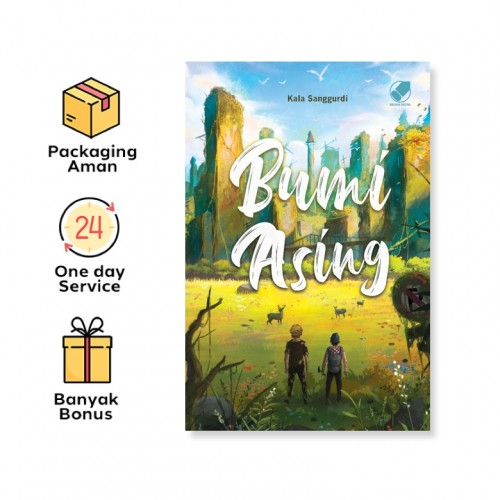 Packaging
Aman
24
One day
Service
Banyak
Bonus
Kala Sanggurdi
Bumi
Asing